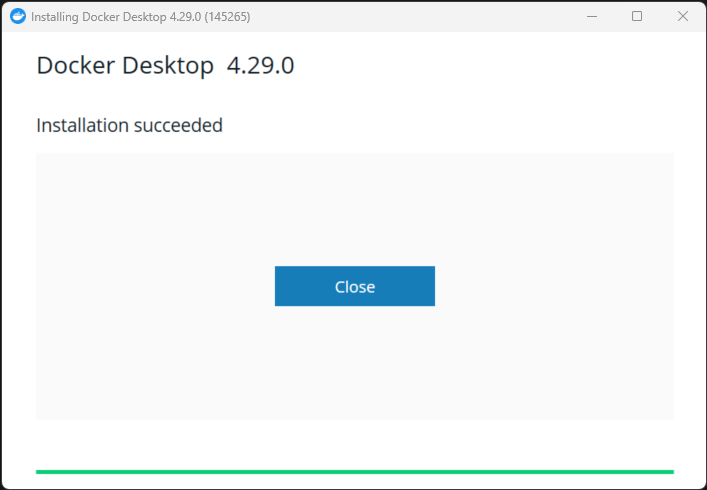 Installing Docker Desktop 4.29.0 (145265)
Docker Desktop 4.29.0
Installation succeeded
Close